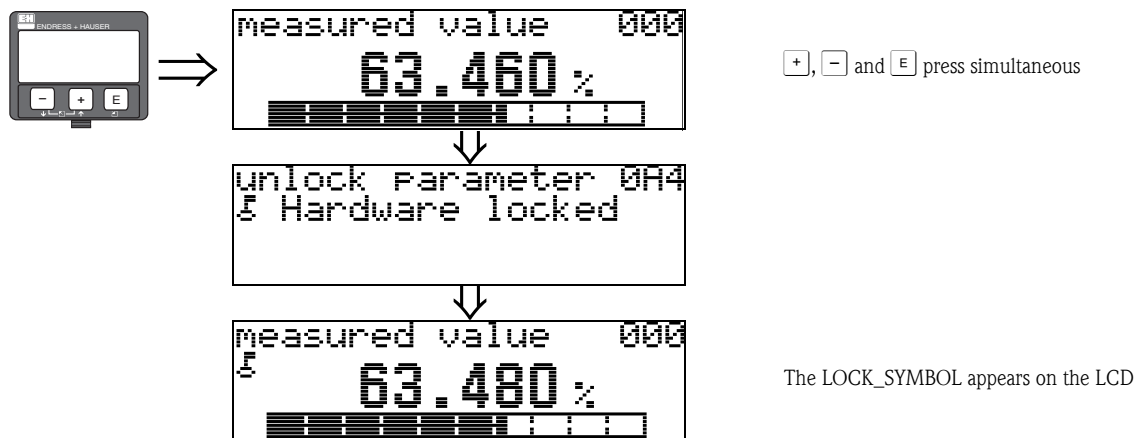 E+H
ENDRESS + HAUSER
- + E
measured value 000
63.460 %
+, - and E press simultaneous
unlock parameter 0A4
Hardware locked
measured value 000
63.480 %
The LOCK_SYMBOL appears on the LCD